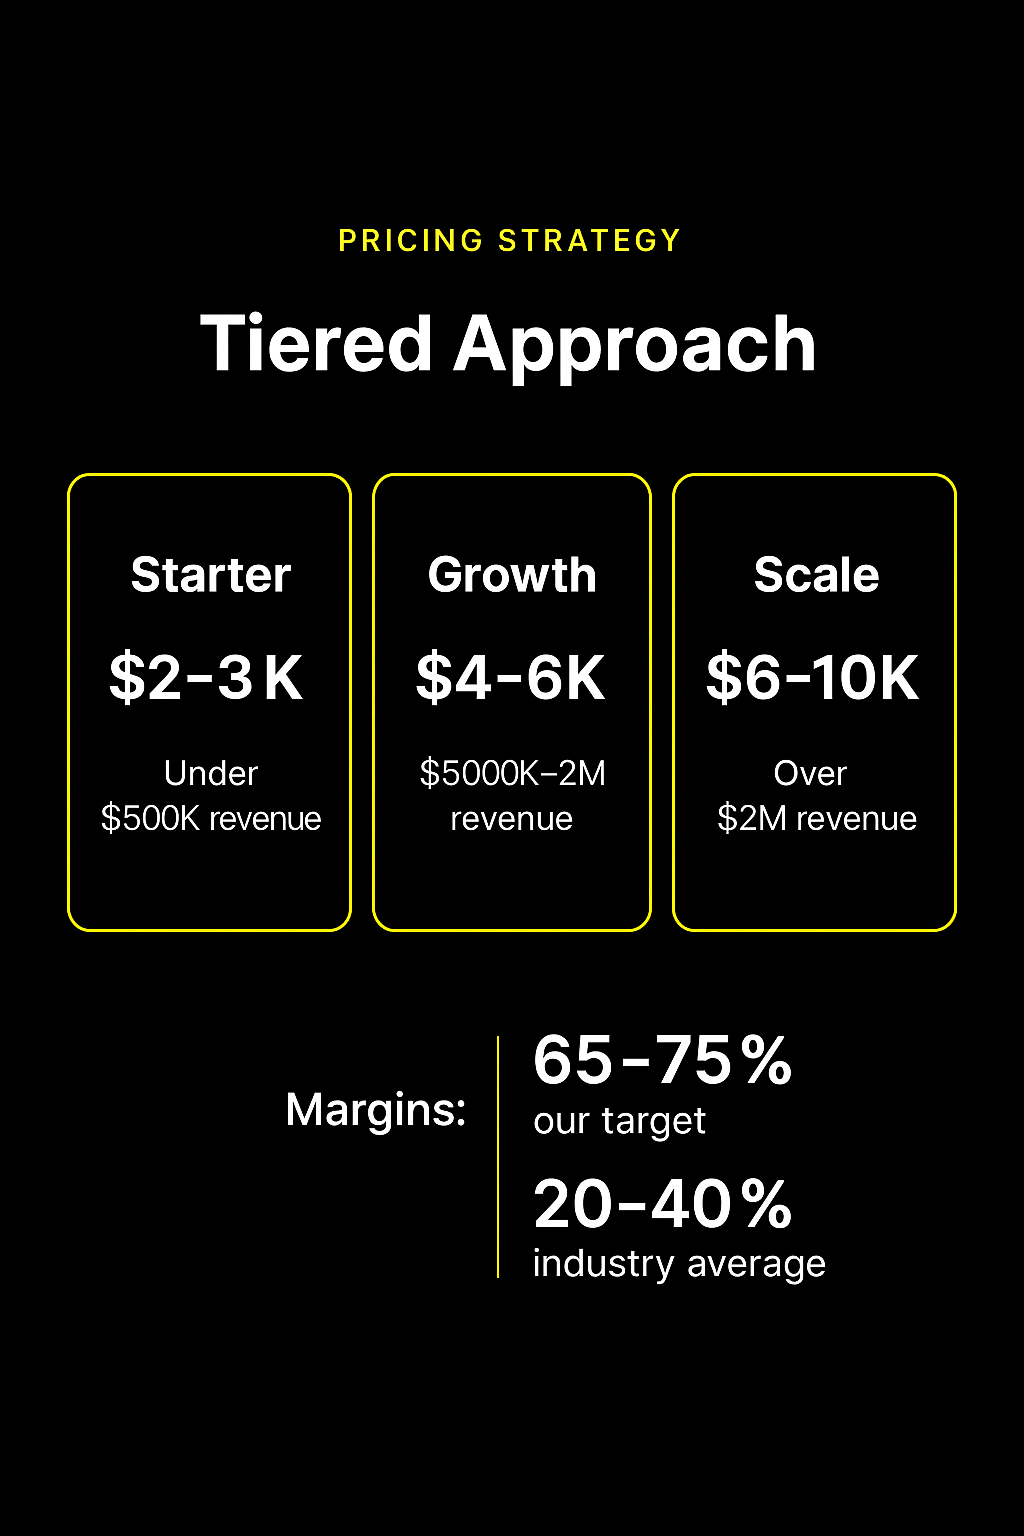 PRICING STRATEGY
Tiered Approach
Starter
$2–3 K
Under
$500K revenue
Growth
$4–6K
$5000K–2M
revenue
Scale
$6–10K
Over
$2M revenue
Margins:
65–75%
our target
20–40%
industry average